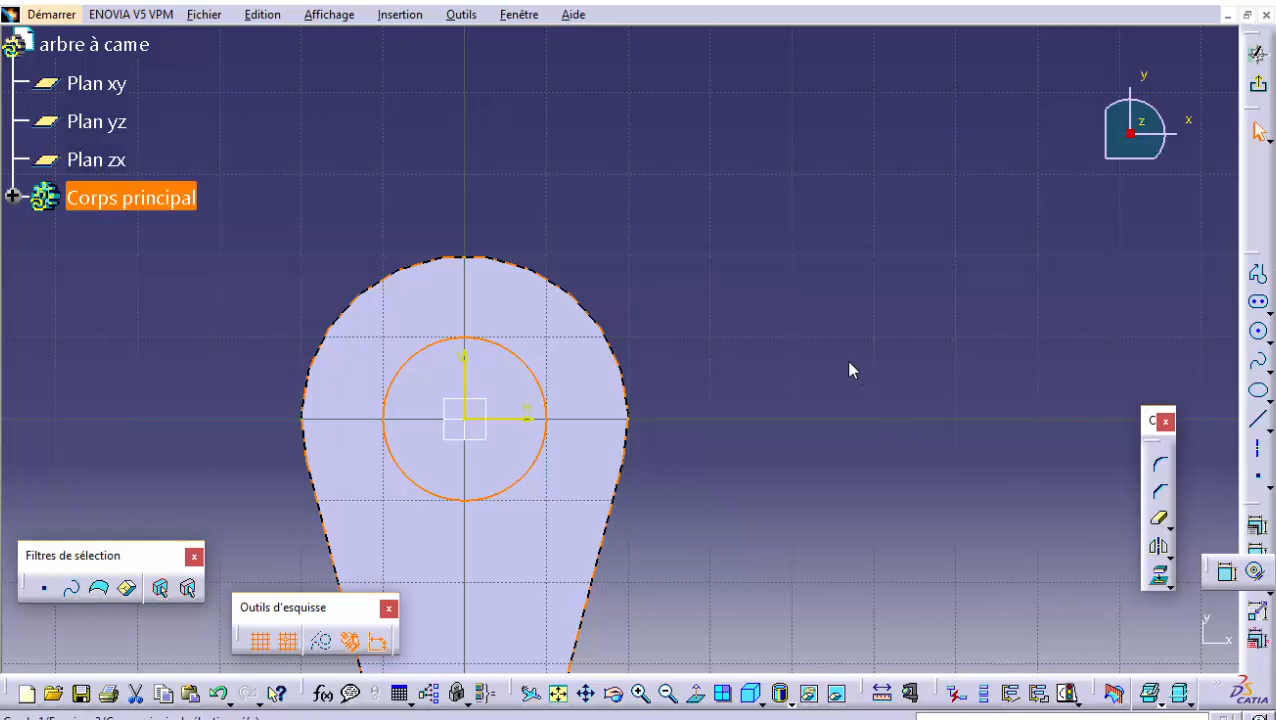 Démarrer ENOVIA V5 VPM Fichier Edition Affichage Insertion Outils Fenêtre Aide
arbre à came
Plan xy
Plan yz
Plan zx
Corps principal
y
x
z
Filtres de sélection
Outils d'esquisse
C
y
x
f(x)
CATIA